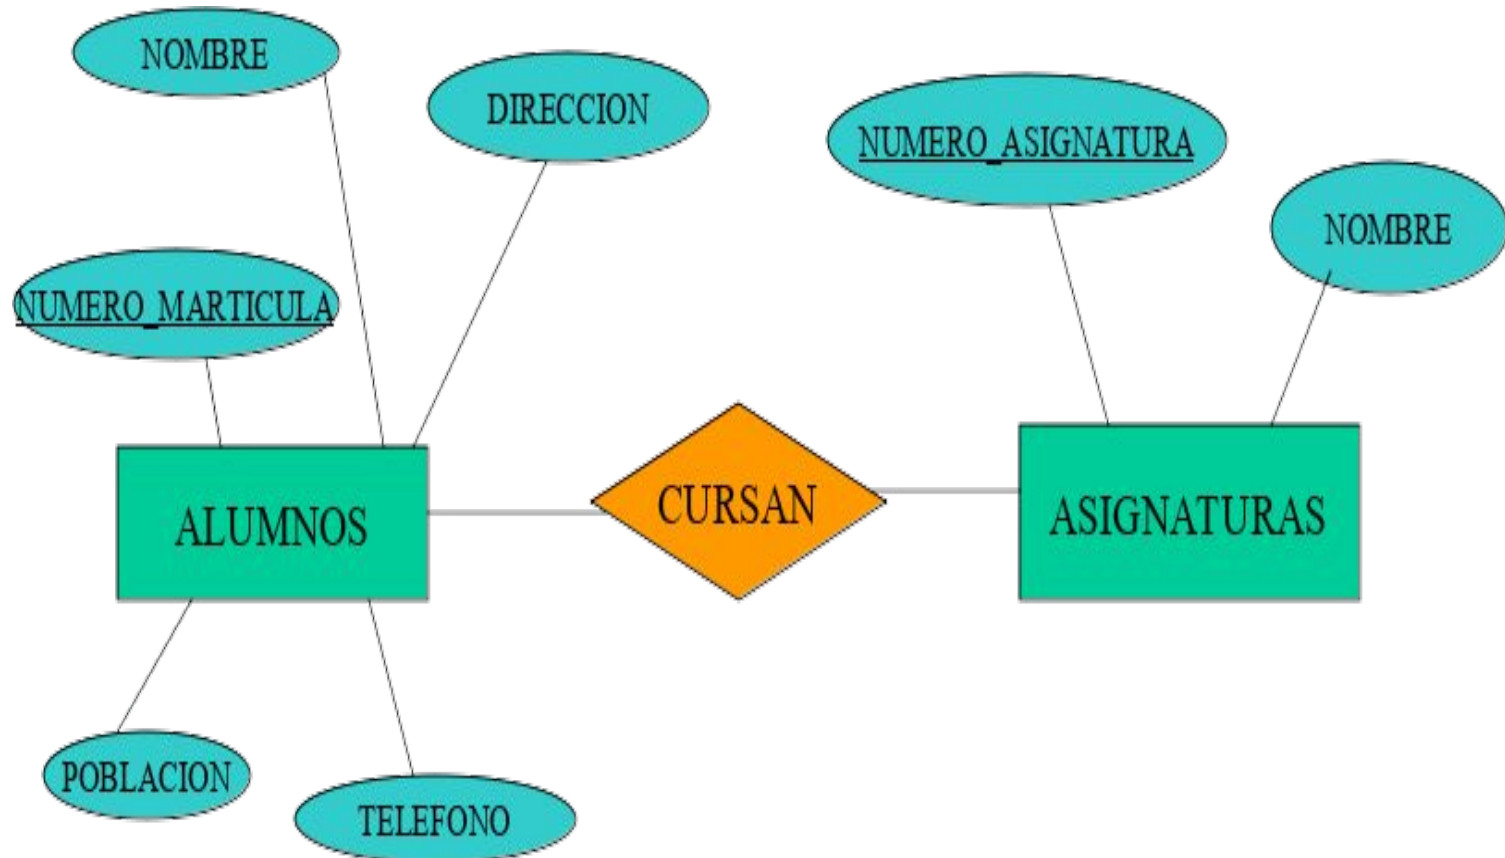 NOMBRE
DIRECCION
NUMERO_ASIGNATURA
NOMBRE
NUMERO_MARTICULA
ALUMNOS
CURSAN
ASIGNATURAS
POBLACION
TELEFONO